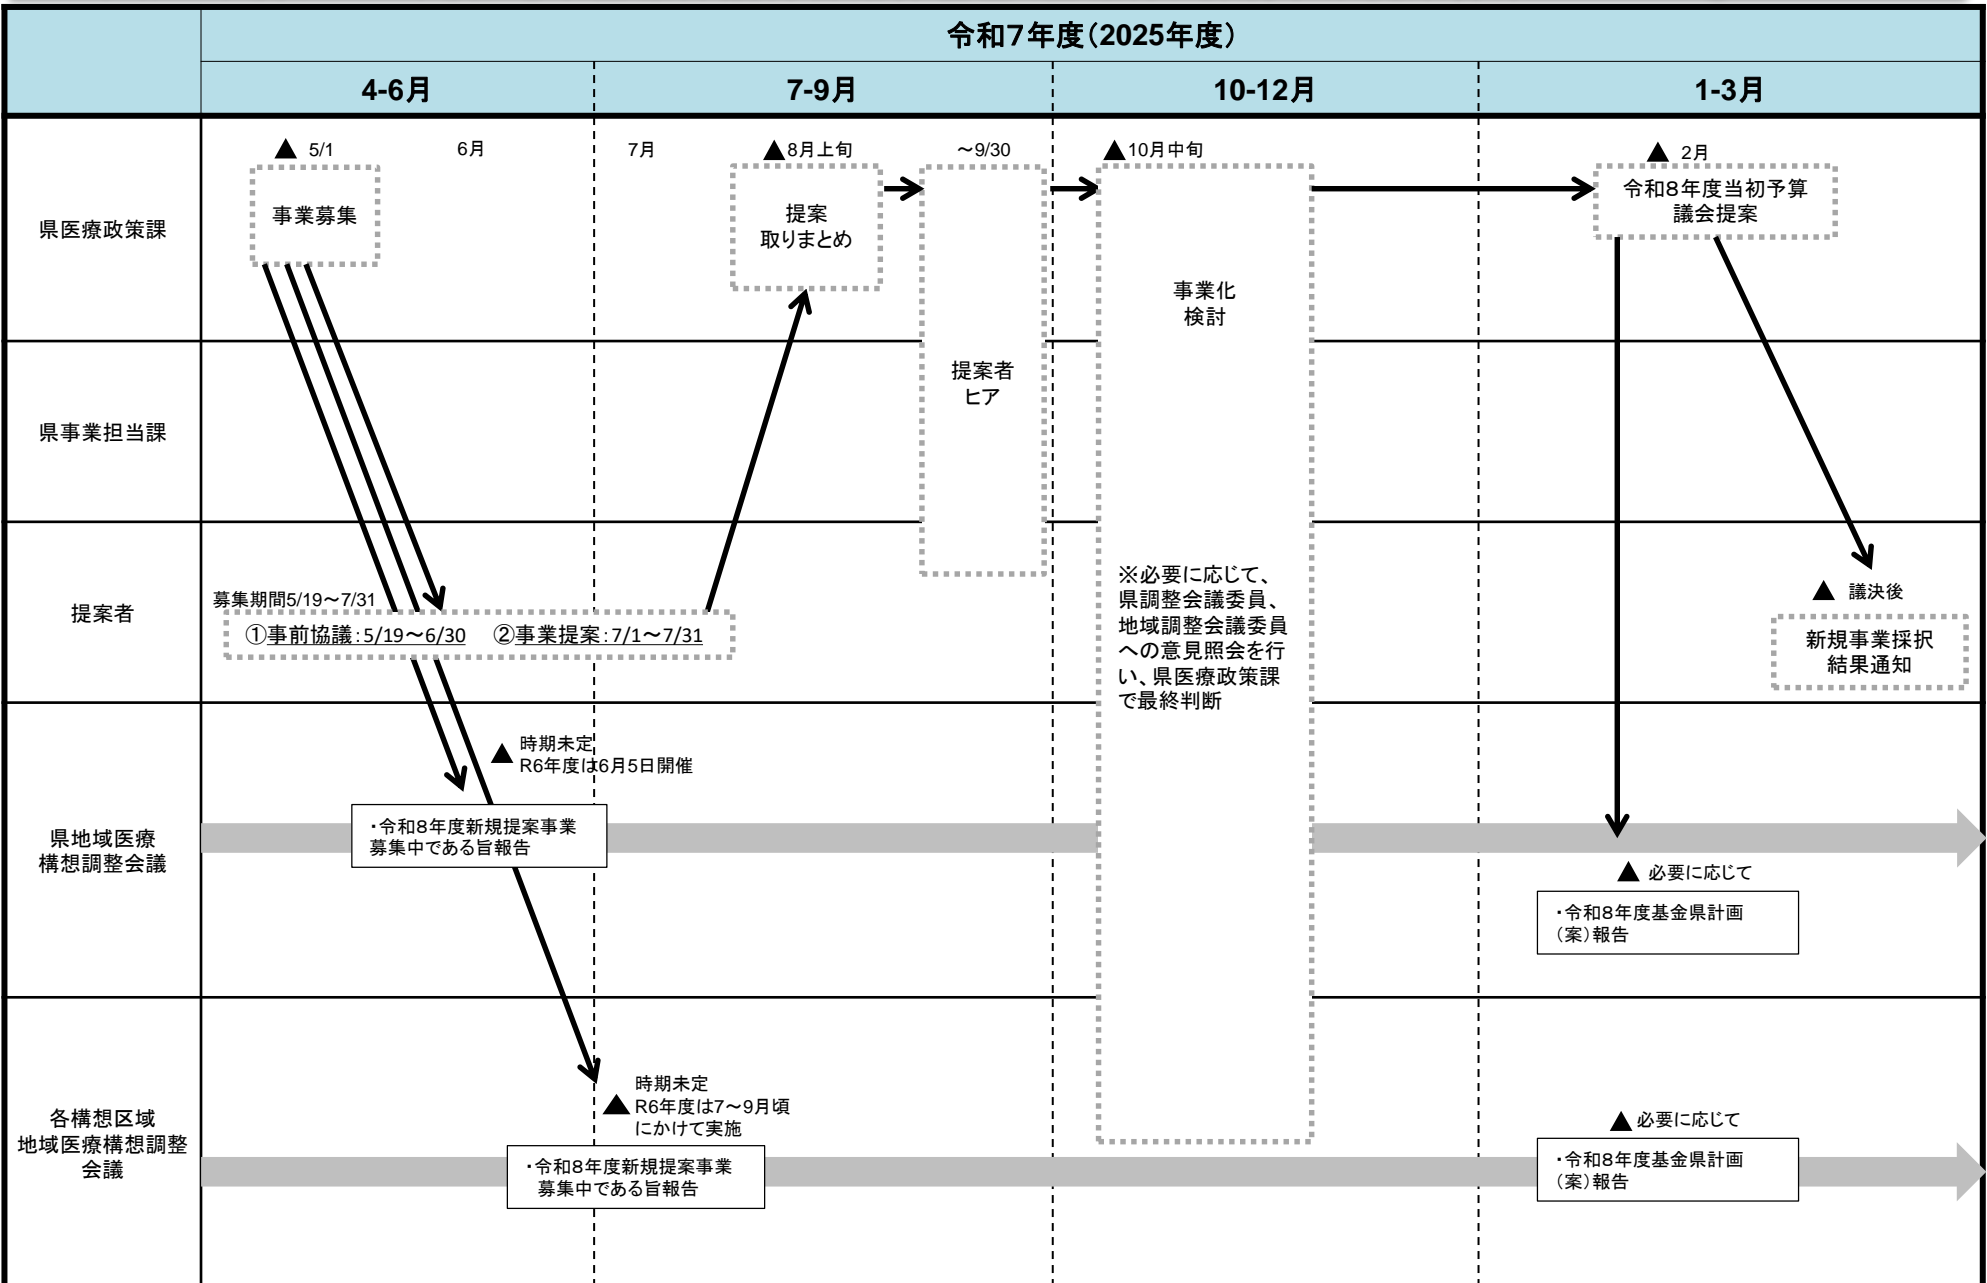 令和7年度(2025年度)
4-6月
7-9月
10-12月
1-3月
県医療政策課
▲ 5/1
6月
7月
▲8月上旬
～9/30
▲10月中旬
▲ 2月
事業募集
提案
取りまとめ
提案者
ヒア
事業化
検討
令和8年度当初予算
議会提案
県事業担当課
提案者
募集期間5/19～7/31
①事前協議:5/19～6/30 ②事業提案:7/1～7/31
※必要に応じて、
県調整会議委員、
地域調整会議委員
への意見照会を行
い、県医療政策課
で最終判断
▲ 議決後
新規事業採択
結果通知
県地域医療
構想調整会議
▲ 時期未定
R6年度は6月5日開催
・令和8年度新規提案事業
募集中である旨報告
▲ 必要に応じて
・令和8年度基金県計画
(案)報告
各構想区域
地域医療構想調整
会議
▲ 時期未定
R6年度は7～9月頃
にかけて実施
・令和8年度新規提案事業
募集中である旨報告
▲ 必要に応じて
・令和8年度基金県計画
(案)報告